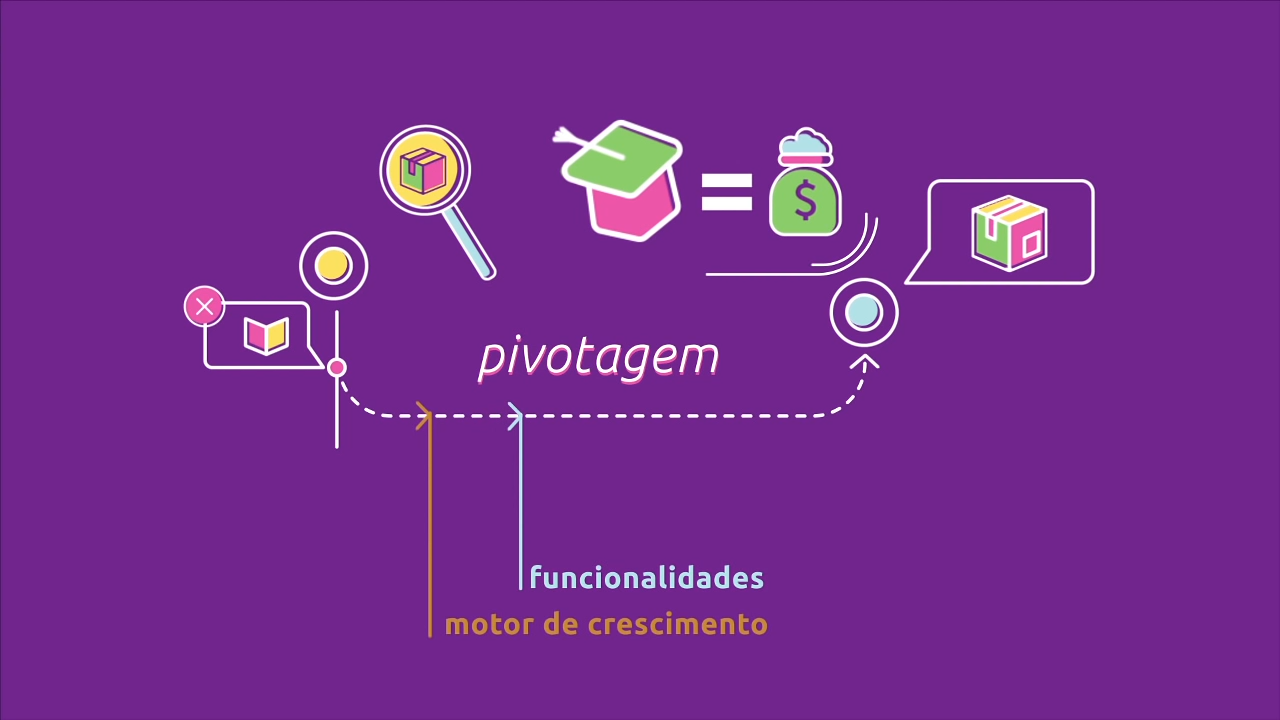 $
pivotagem
funcionalidades
motor de crescimento